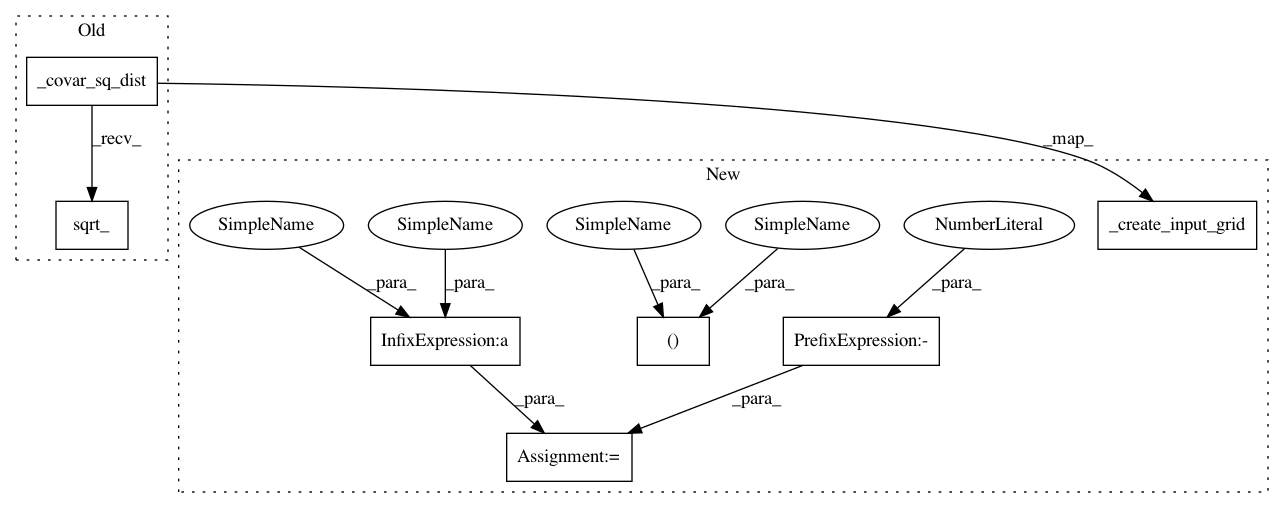 Old
_covar_sq_dist
_recv_
_map_
New
sqrt_
SimpleName
SimpleName
SimpleName
SimpleName
NumberLiteral
_create_input_grid
_para_
_para_
_para_
_para_
_para_
InfixExpression:a
()
PrefixExpression:-
_para_
_para_
Assignment:=